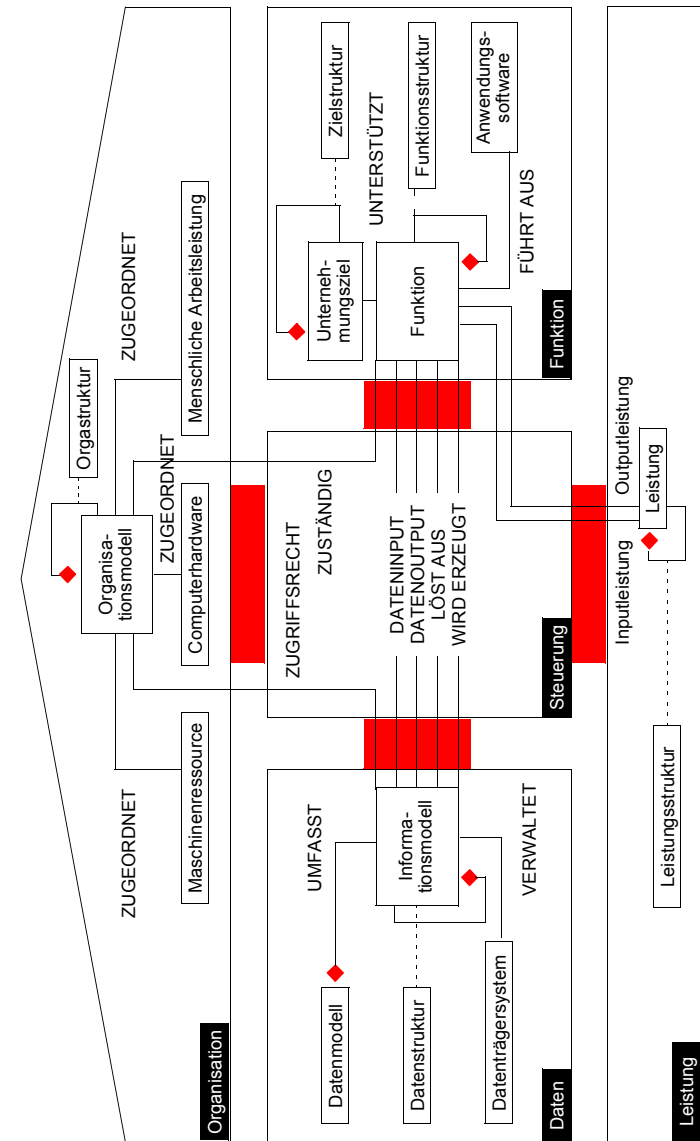 Orgastruktur
ZUGEORDNET
ZUGEORDNET
Organisa-
tionsmodell
ZUGEORDNET
Maschinenressource
Computerhardware
Menschliche Arbeitsleistung
Organisation
ZUGRIFFSRECHT
ZUSTÄNDIG
UMFASST
Datenmodell
Informa-
tionsmodell
Datenstruktur
Datenträgersystem
VERWALTET
Daten
DATENINPUT
DATENOUTPUT
LÖST AUS
WIRD ERZEUGT
Steuerung
Zielstruktur
Unterneh-
mungsziel
UNTERSTÜTZT
Funktion
Funktionsstruktur
Anwendungs-
software
FÜHRT AUS
Funktion
Inputleistung
Outputleistung
Leistung
Leistungsstruktur
Leistung